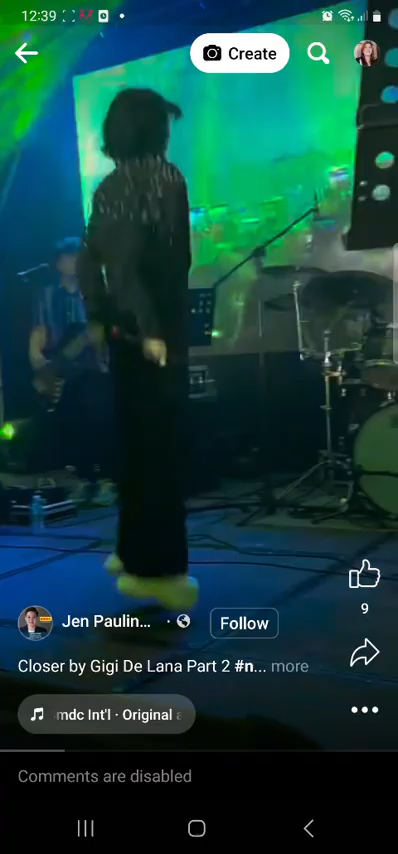 12:39
Create
Jen Paulin... · Follow
9
Closer by Gigi De Lana Part 2 #n... more
mdc Int'l · Original a
Comments are disabled